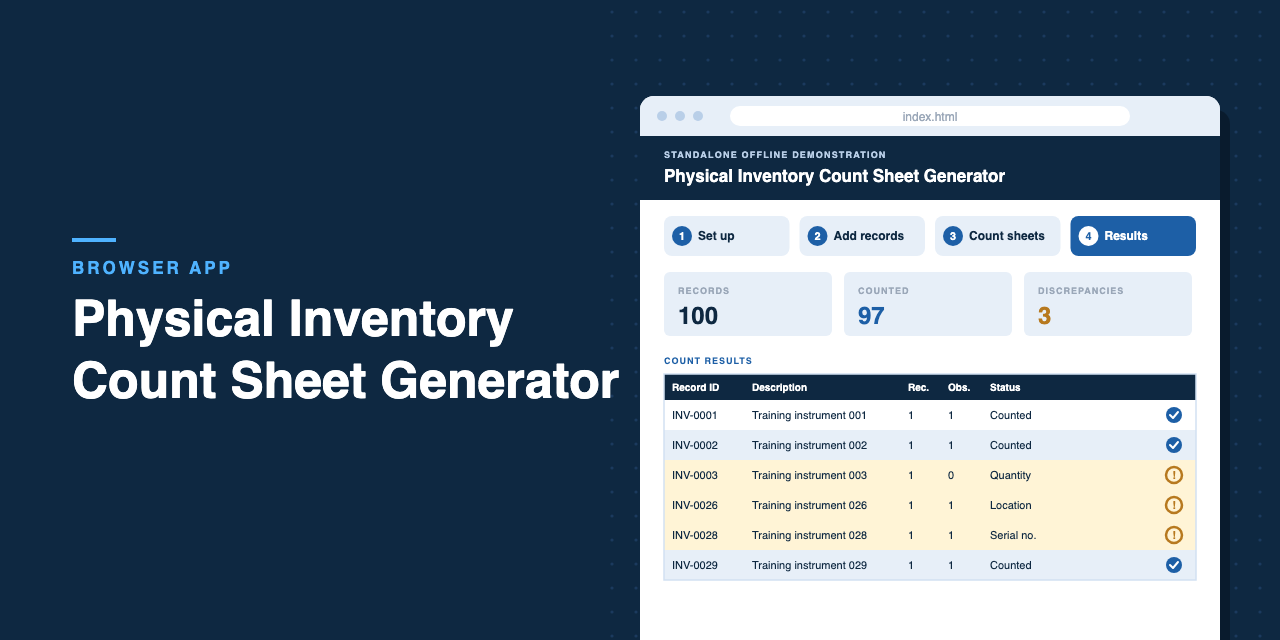 BROWSER APP
Physical Inventory
Count Sheet Generator
index.html
STANDALONE OFFLINE DEMONSTRATION
Physical Inventory Count Sheet Generator
1 Set up 2 Add records 3 Count sheets 4 Results
RECORDS COUNTED DISCREPANCIES
100 97 3
COUNT RESULTS
Record ID Description Rec. Obs. Status
INV-0001 Training instrument 001 1 1 Counted
INV-0002 Training instrument 002 1 1 Counted
INV-0003 Training instrument 003 1 0 Quantity !
INV-0026 Training instrument 026 1 1 Location !
INV-0028 Training instrument 028 1 1 Serial no. !
INV-0029 Training instrument 029 1 1 Counted